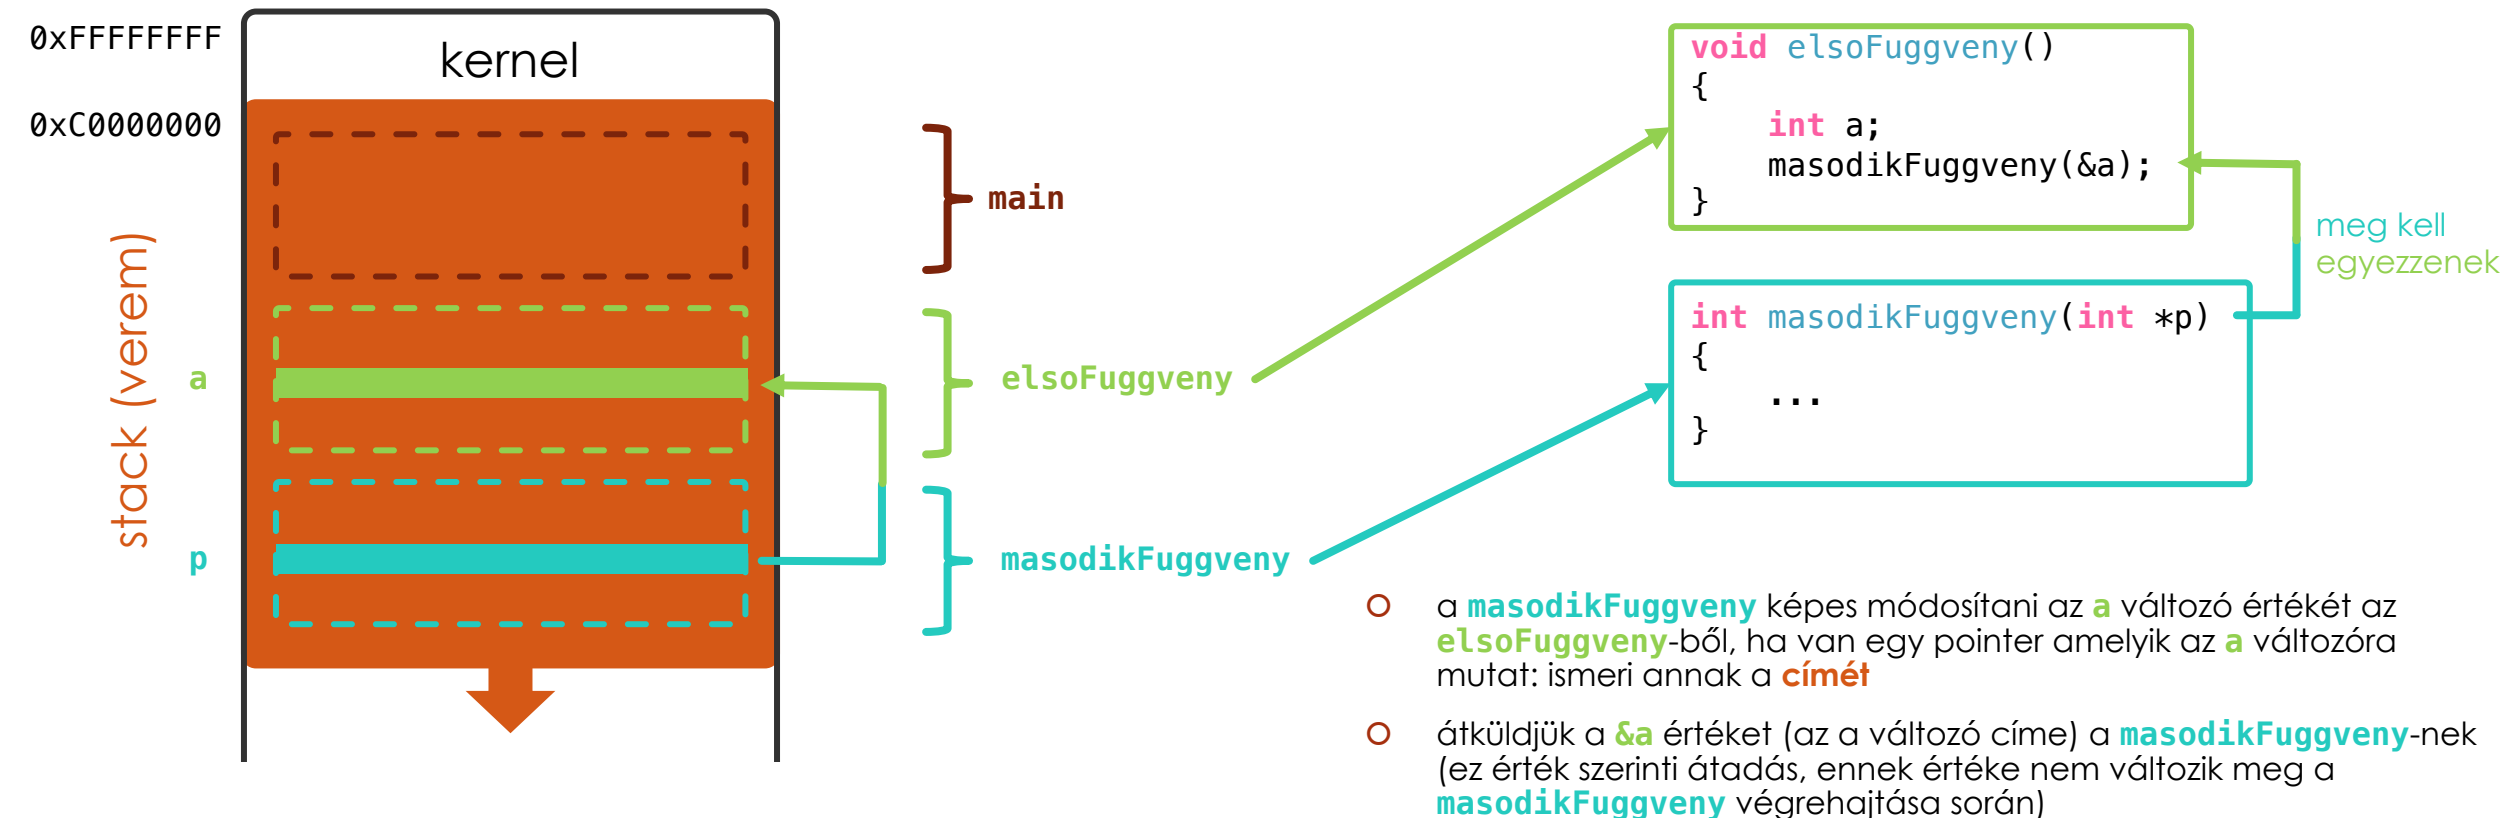 0xFFFFFFFF
kernel
0xC0000000
stack (verem)
main
a
elsoFuggveny
p
masodikFuggveny
void elsoFuggveny()
{
    int a;
    masodikFuggveny(&a);
}
meg kell
egyezzenek
int masodikFuggveny(int *p)
{
    ...
}
a masodikFuggveny képes módosítani az a változó értékét az
elsoFuggveny-ből, ha van egy pointer amelyik az a változóra
mutat: ismeri annak a címét
átküldjük a &a értéket (az a változó címe) a masodikFuggveny-nek
(ez érték szerinti átadás, ennek értéke nem változik meg a
masodikFuggveny végrehajtása során)